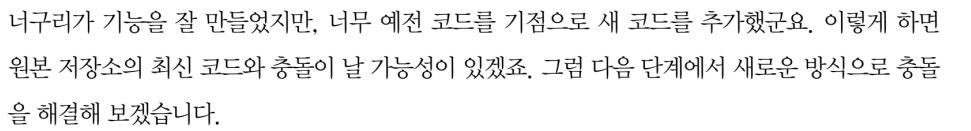 너구리가 기능을 잘 만들었지만, 너무 예전 코드를 기점으로 새 코드를 추가했군요. 이렇게 하면
원본 저장소의 최신 코드와 충돌이 날 가능성이 있겠죠. 그럼 다음 단계에서 새로운 방식으로 충돌
을 해결해 보겠습니다.